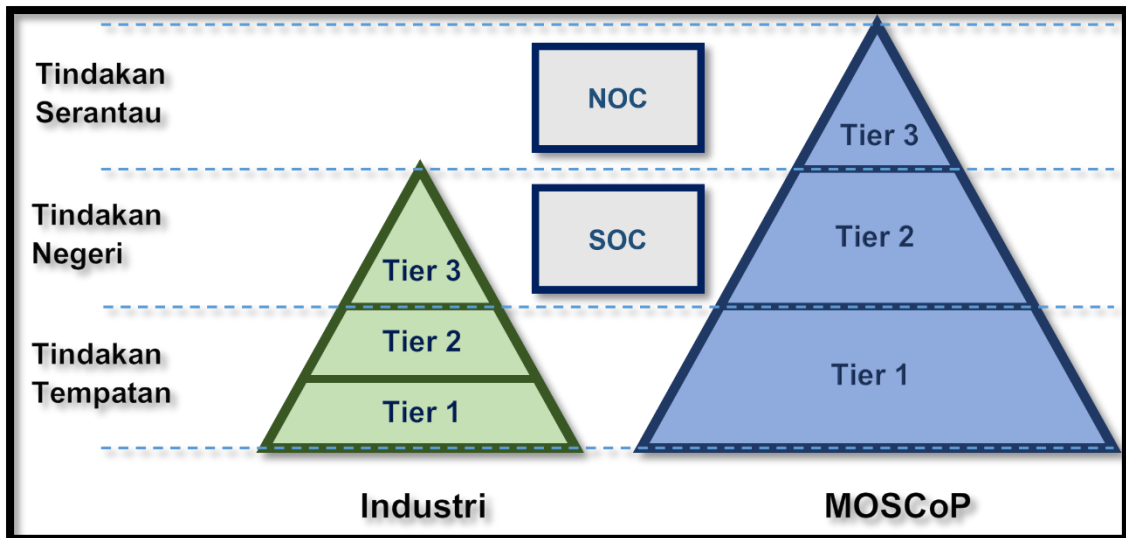 Tindakan
Serantau
NOC
Tier 3
Tindakan
Negeri
SOC
Tier 2
Tier 3
Tindakan
Tempatan
Tier 2
Tier 1
Tier 1
Industri
MOSCoP